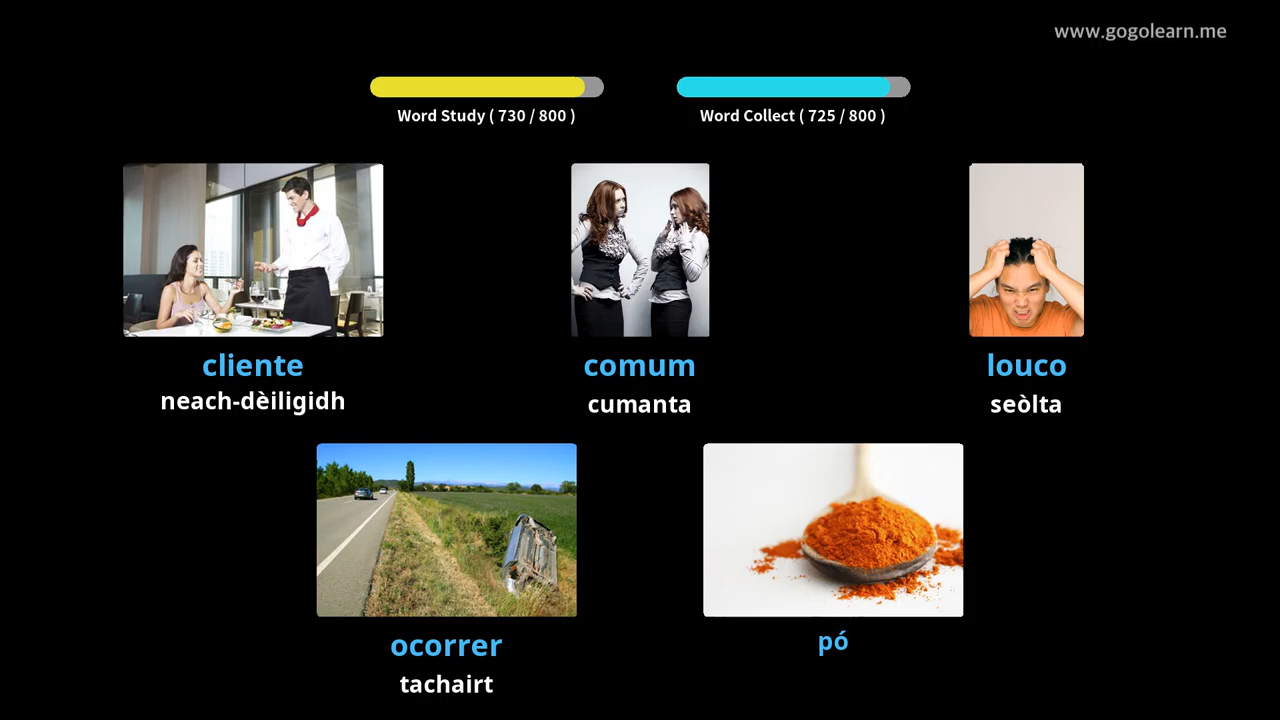 www.gogolearn.me
Word Study ( 730 / 800 )
Word Collect ( 725 / 800 )
cliente
neach-dèiligidh
comum
cumanta
louco
seòlta
ocorrer
tachairt
pó